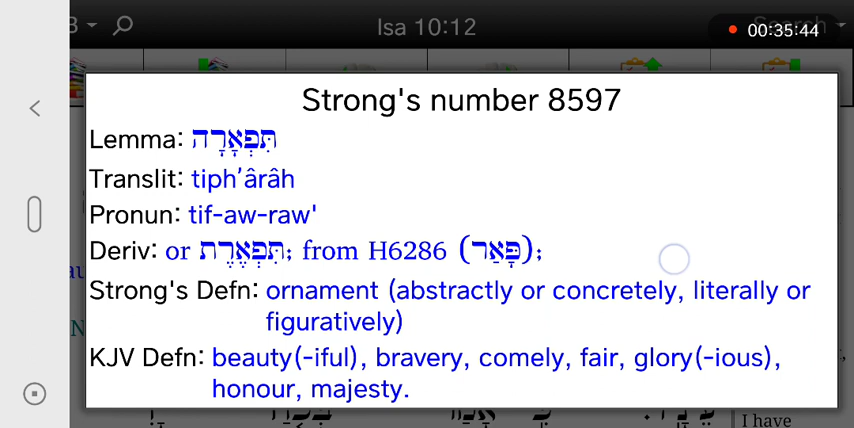 Isa 10:12
00:35:44
Strong's number 8597
Lemma: תִּפְאָרָה
Translit: tiph'ârâh
Pronun: tif-aw-raw'
Deriv: or תִּפְאֶרֶת; from H6286 (פָּאַר);
Strong's Defn: ornament (abstractly or concretely, literally or
figuratively)
KJV Defn: beauty(-iful), bravery, comely, fair, glory(-ious),
honour, majesty.
I have